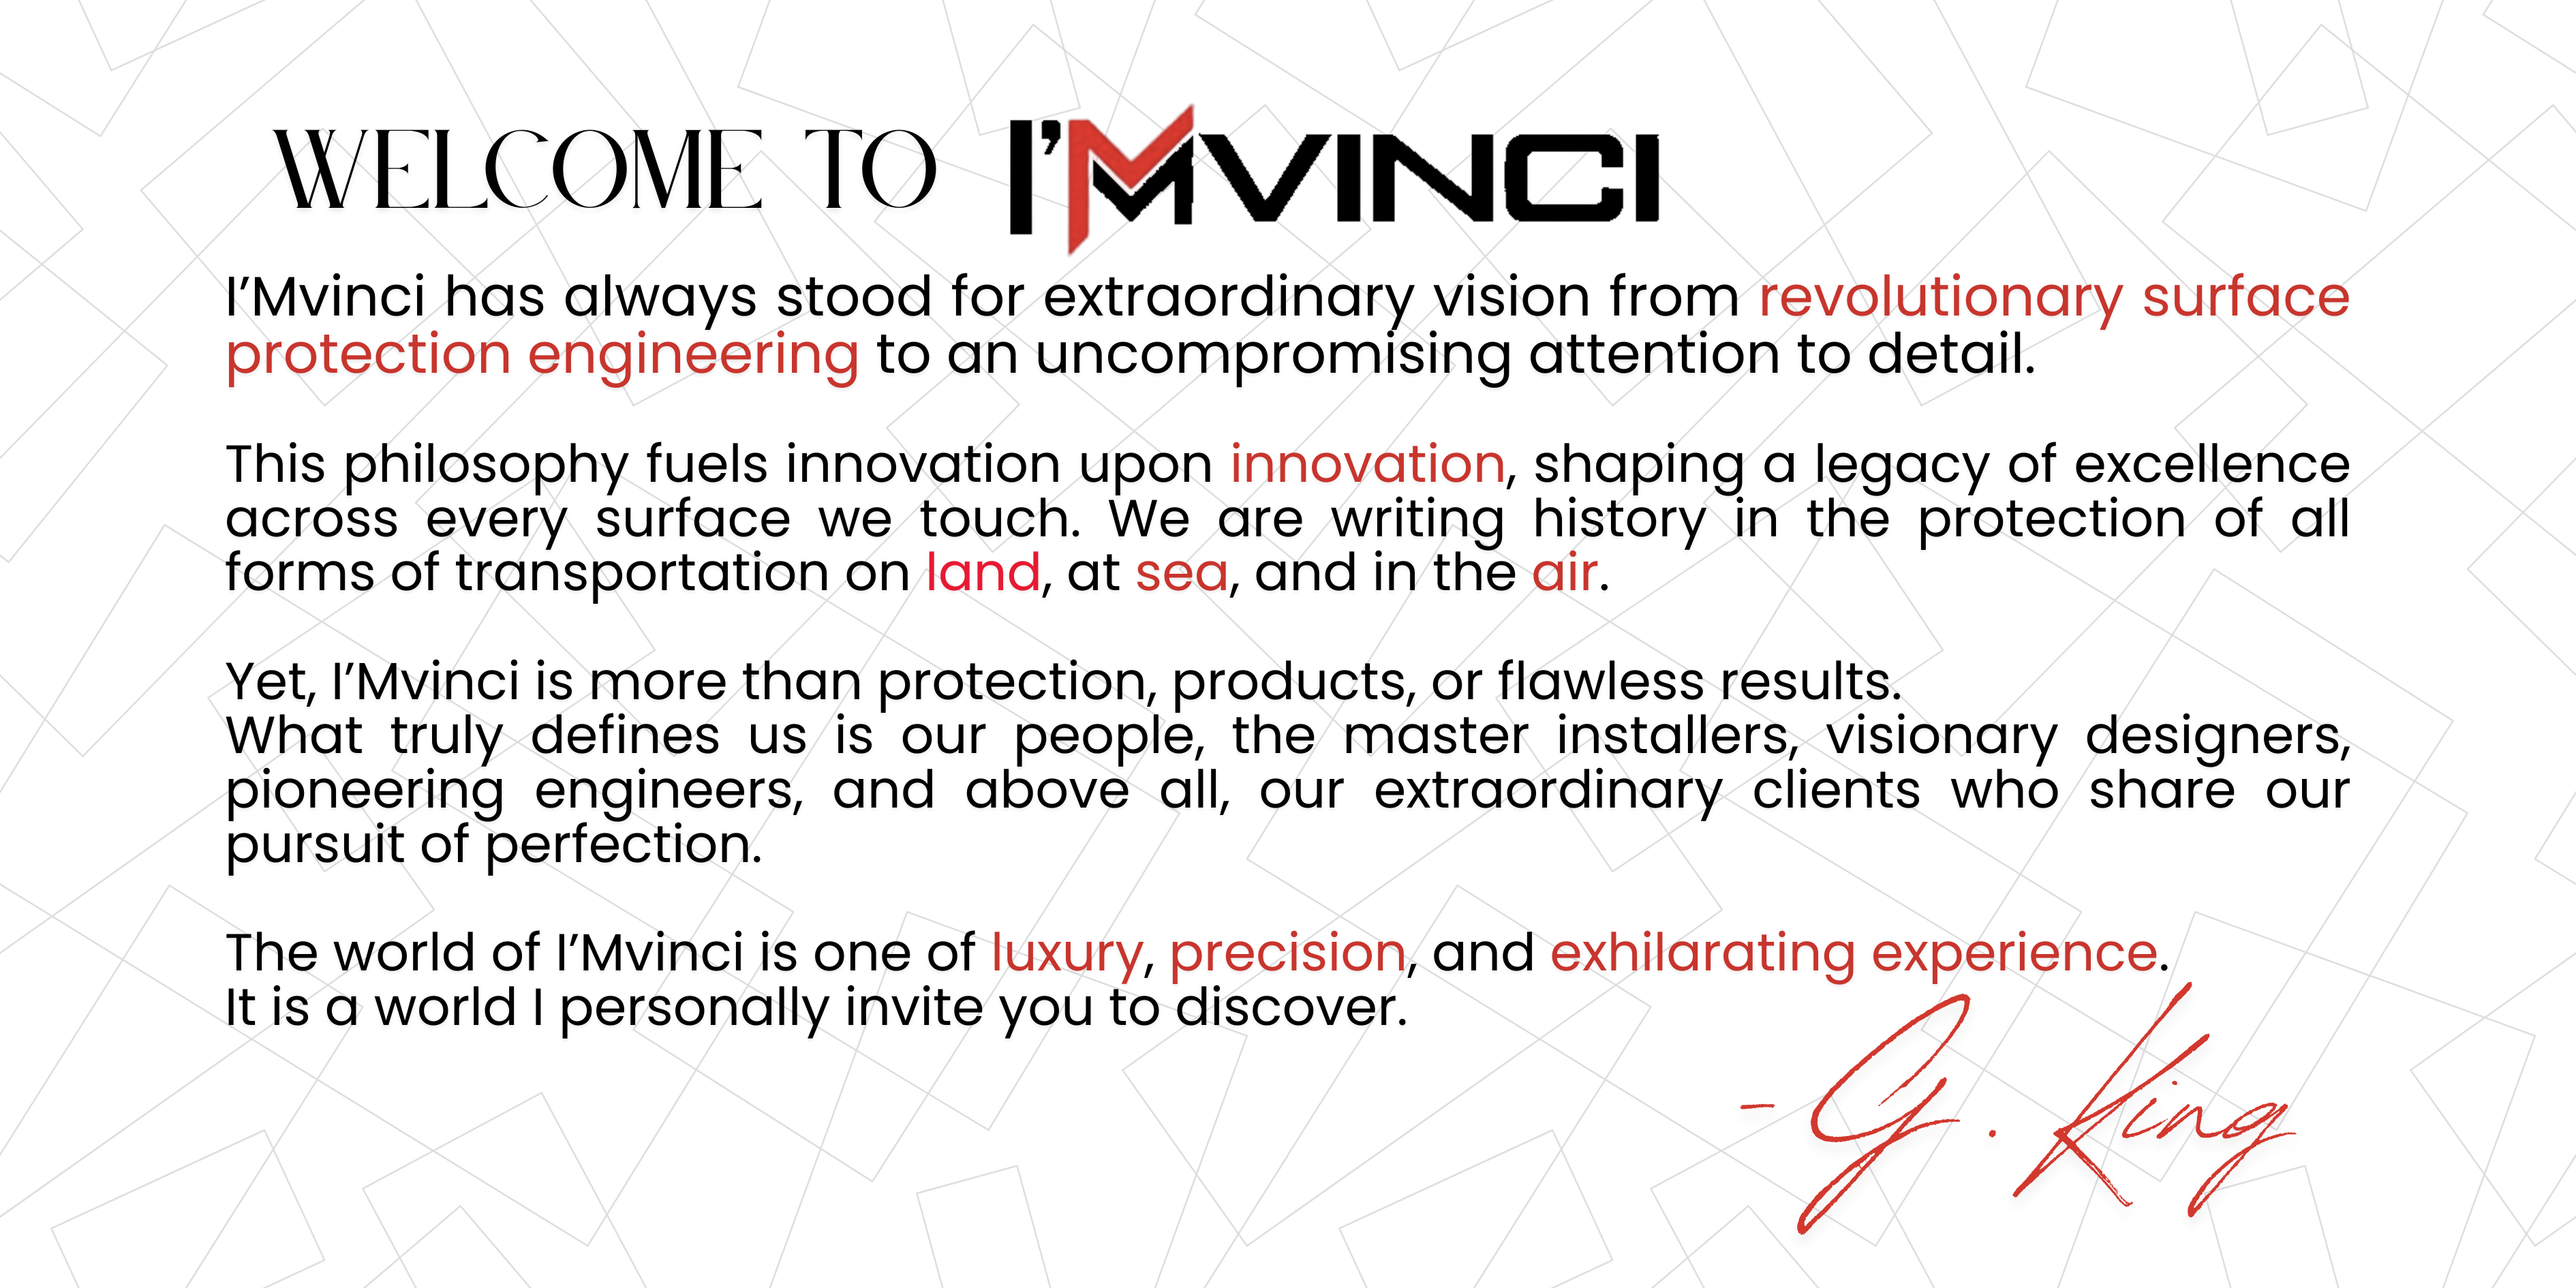 WELCOME TO I'MVINCI
I’Mvinci has always stood for extraordinary vision from revolutionary surface
protection engineering to an uncompromising attention to detail.
This philosophy fuels innovation upon innovation, shaping a legacy of excellence
across every surface we touch. We are writing history in the protection of all
forms of transportation on land, at sea, and in the air.
Yet, I’Mvinci is more than protection, products, or flawless results.
What truly defines us is our people, the master installers, visionary designers,
pioneering engineers, and above all, our extraordinary clients who share our
pursuit of perfection.
The world of I’Mvinci is one of luxury, precision, and exhilarating experience.
It is a world I personally invite you to discover.
- G. King